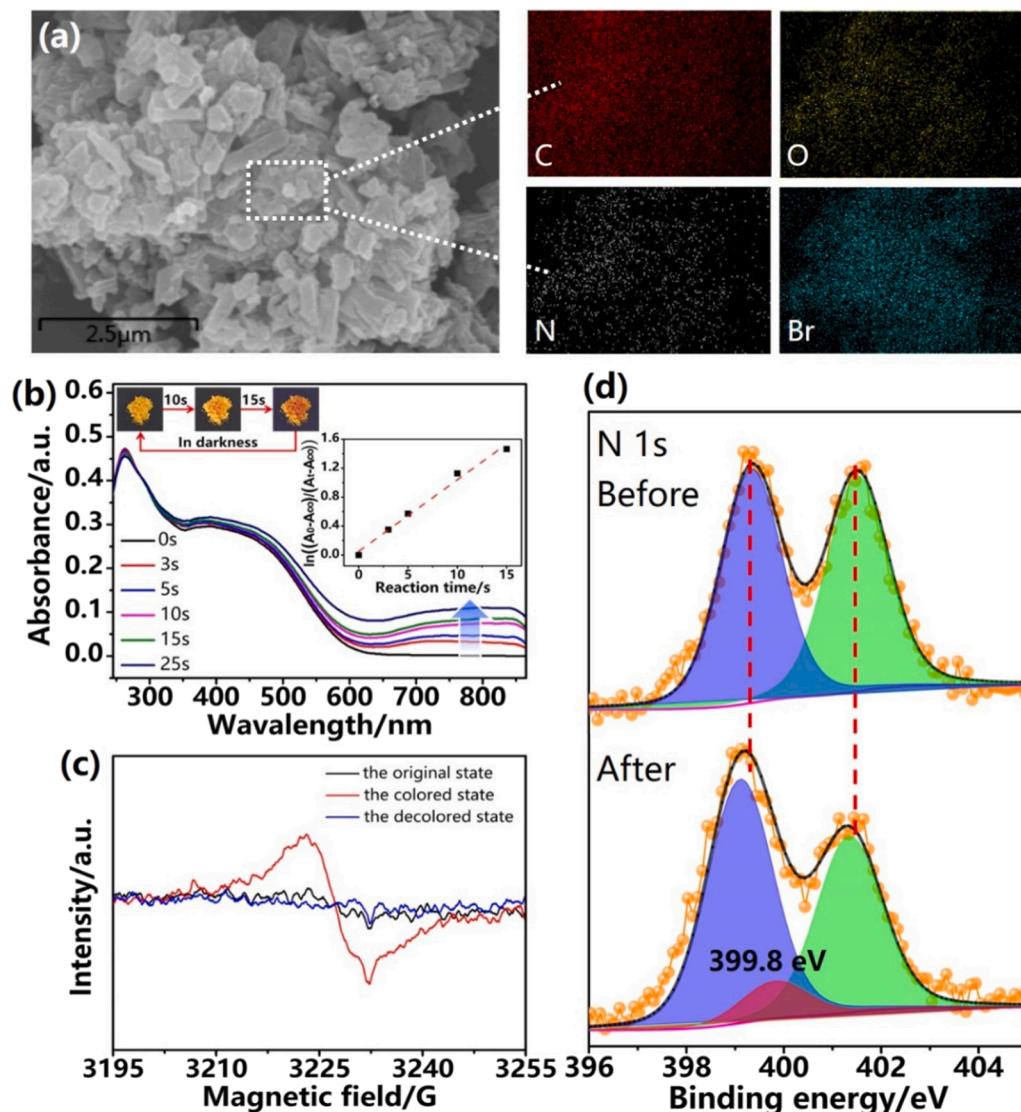 (a)
2.5μm
C
O
N
Br
(b)
0.6
0.5
0.4
0.3
0.2
0.1
0.0
Absorbance/a.u.
10s
15s
In darkness
0s
3s
5s
10s
15s
25s
ln((A0-A∞)/(At-A∞))
1.6
1.2
0.8
0.4
0.0
0 5 10 15
Reaction time/s
300 400 500 600 700 800
Wavelength/nm
(c)
the original state
the colored state
the decolored state
Intensity/a.u.
3195 3210 3225 3240 3255
Magnetic field/G
(d)
N 1s
Before
After
399.8 eV
396 398 400 402 404
Binding energy/eV